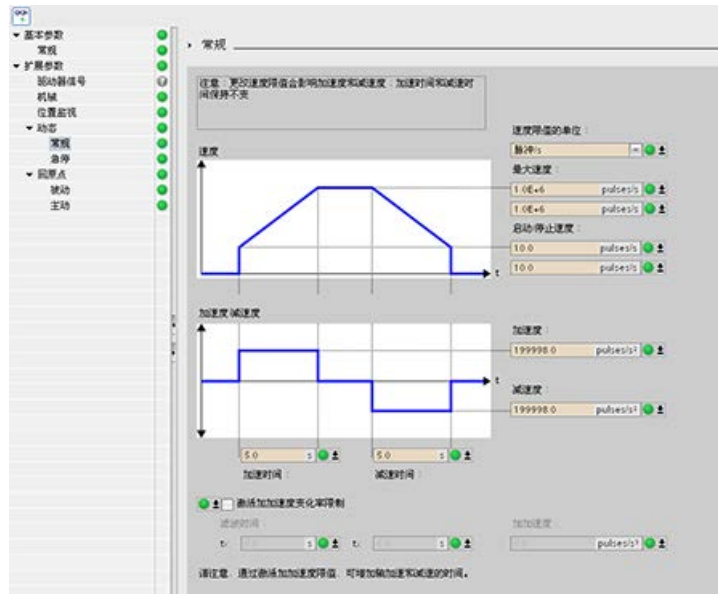 基本参数
常规
扩展参数
驱动器信号
机械
位置监视
动态
常规
急停
回原点
被动
主动
常规
注意：更改速度限值会影响加速度和减速度；加速时间和减速时
间保持不变
速度限值的单位：
脉冲/s
最大速度：
1.0E+6 pulses/s
1.0E+6 pulses/s
启动/停止速度：
10.0 pulses/s
10.0 pulses/s
速度
t
加速度/减速度
t
加速度：
199998.0 pulses/s²
减速度：
199998.0 pulses/s²
5.0 s
5.0 s
加速时间：
减速时间：
激活加加速度变化率限制
滤波时间：
加加速度：
s
s
pulses/s³
请注意，通过激活加加速度限值，可增加轴加速和减速的时间。